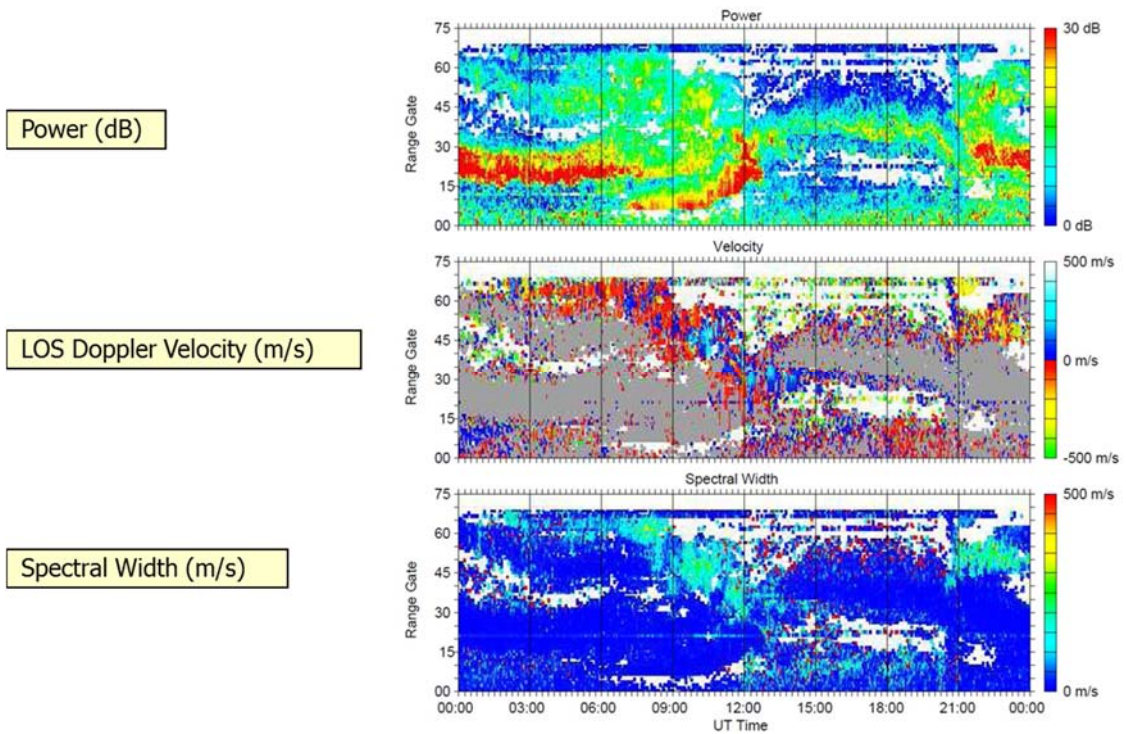 Power
75
60
45
30
15
00
Range Gate
30 dB
0 dB
Power (dB)
Velocity
75
60
45
30
15
00
Range Gate
500 m/s
0 m/s
-500 m/s
LOS Doppler Velocity (m/s)
Spectral Width
75
60
45
30
15
00
Range Gate
500 m/s
0 m/s
Spectral Width (m/s)
00:00 03:00 06:00 09:00 12:00 15:00 18:00 21:00 00:00
UT Time